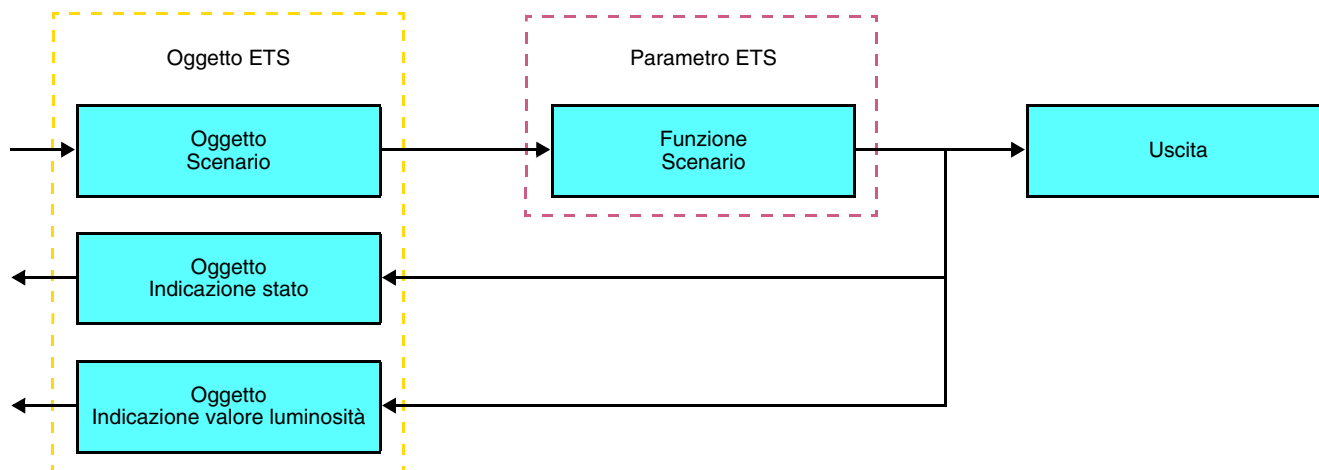 Oggetto ETS
Parametro ETS
Oggetto
Scenario
Funzione
Scenario
Uscita
Oggetto
Indicazione stato
Oggetto
Indicazione valore luminosità